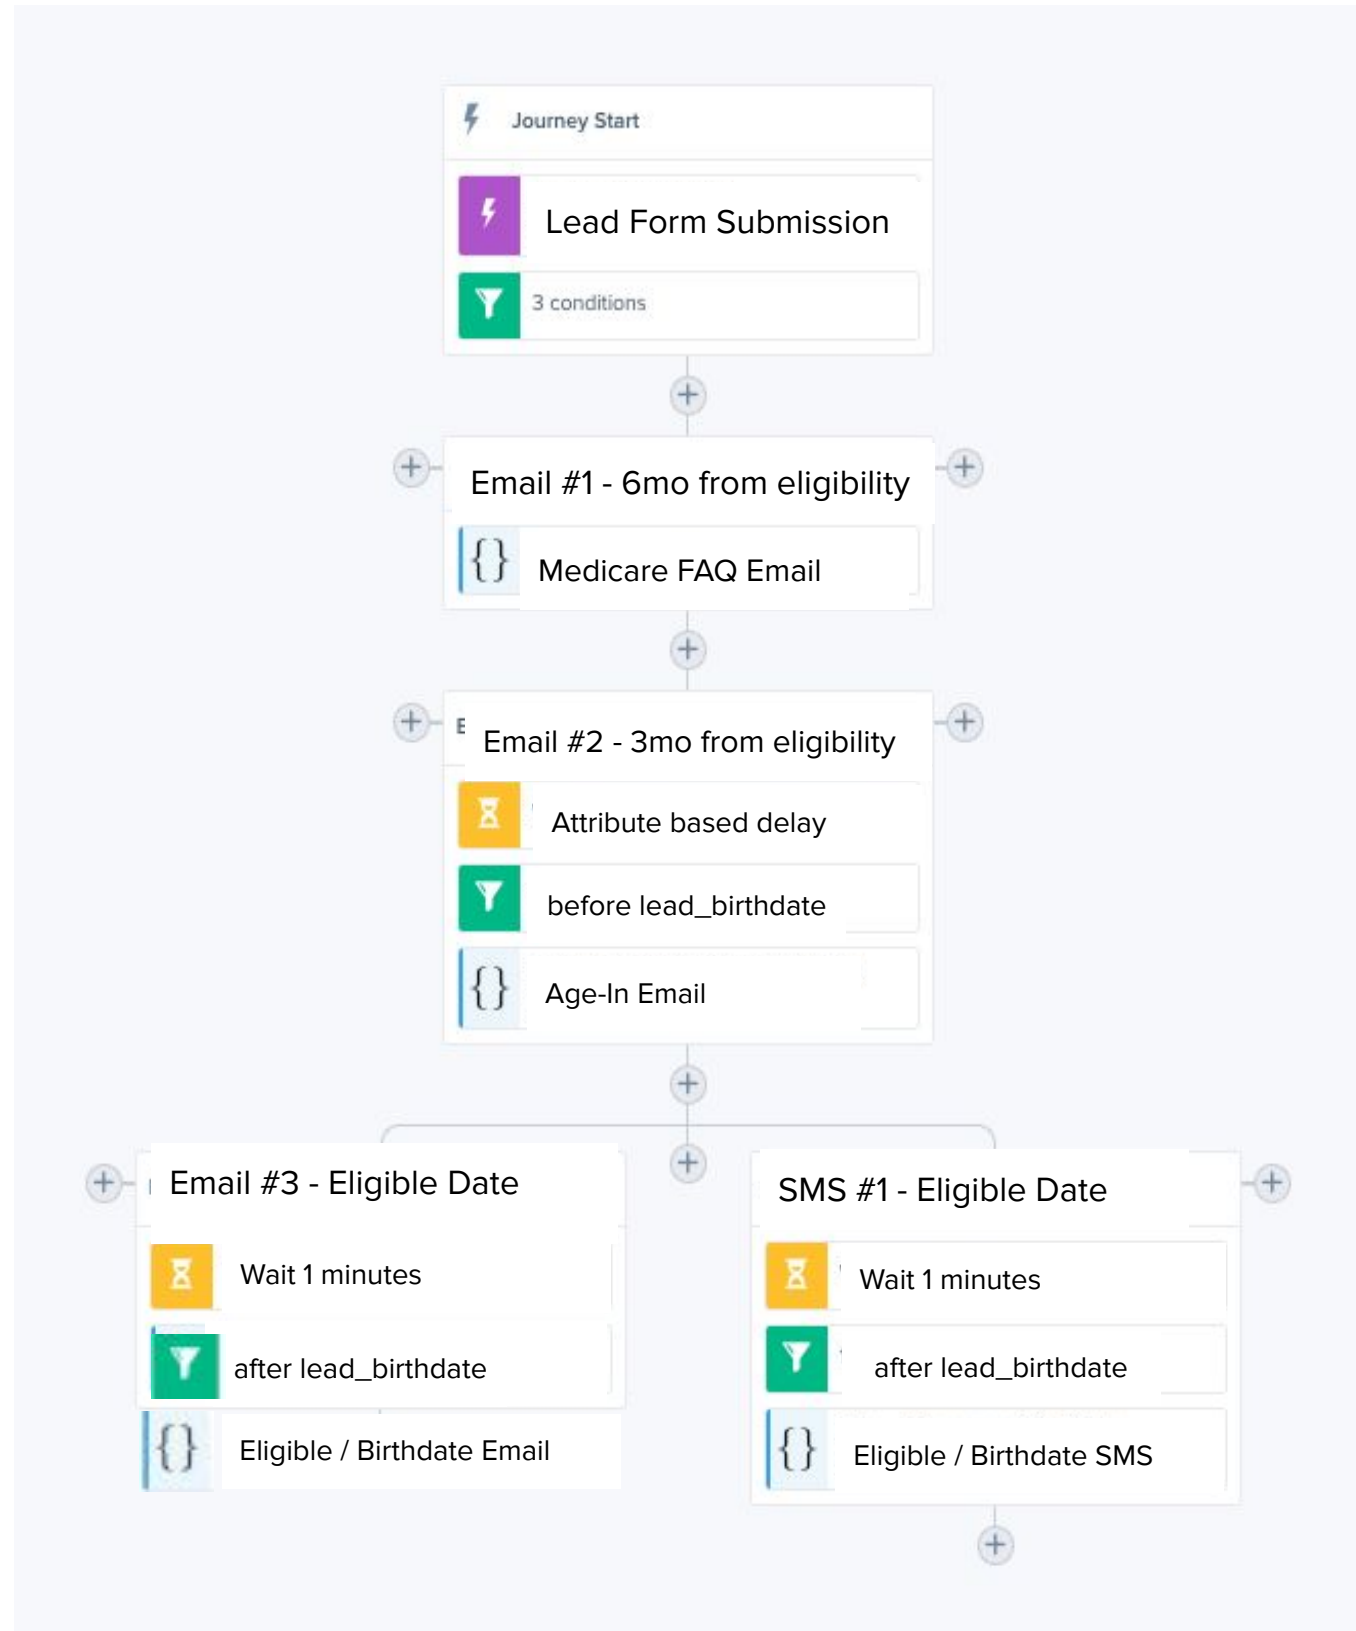 Journey Start
Lead Form Submission
3 conditions
Email #1 - 6mo from eligibility
{} Medicare FAQ Email
Email #2 - 3mo from eligibility
Attribute based delay
before lead_birthdate
{} Age-In Email
Email #3 - Eligible Date
Wait 1 minutes
after lead_birthdate
{} Eligible / Birthdate Email
SMS #1 - Eligible Date
Wait 1 minutes
after lead_birthdate
{} Eligible / Birthdate SMS